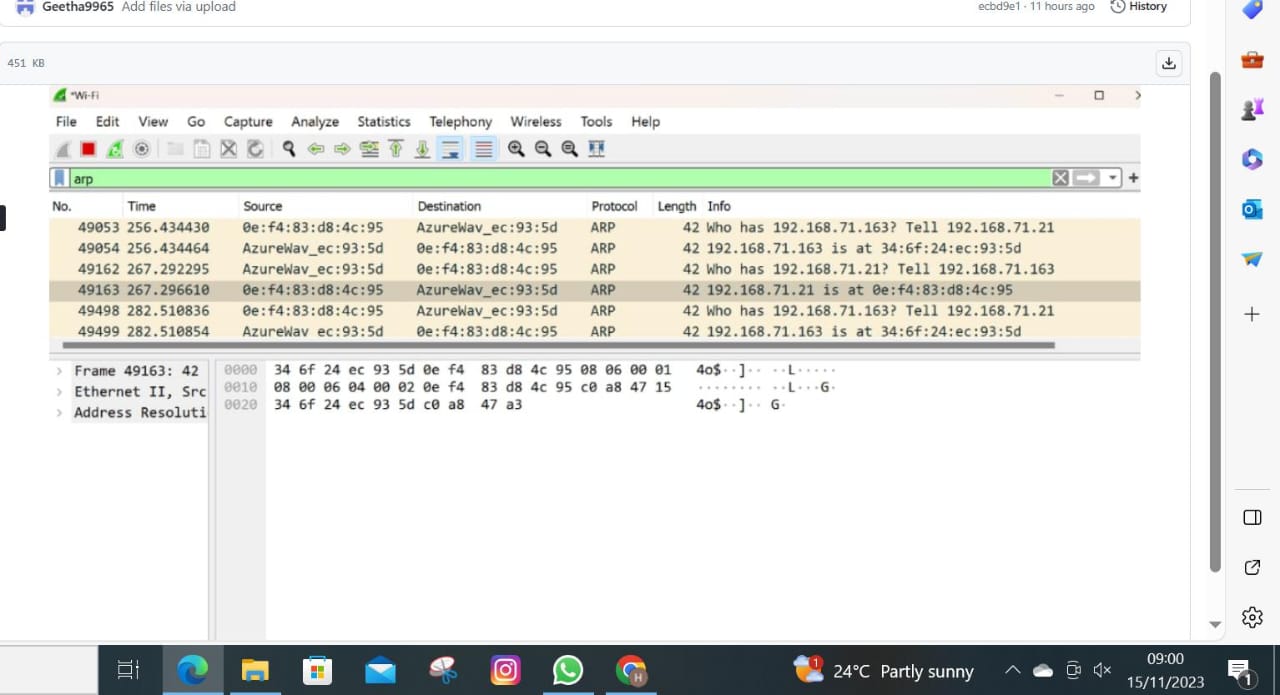 Geetha9965 Add files via upload ecbd9e1 · 11 hours ago History
451 KB
*Wi-Fi
File Edit View Go Capture Analyze Statistics Telephony Wireless Tools Help
arp
No. Time Source Destination Protocol Length Info
49053 256.434430 0e:f4:83:d8:4c:95 AzureWav_ec:93:5d ARP 42 Who has 192.168.71.163? Tell 192.168.71.21
49054 256.434464 AzureWav_ec:93:5d 0e:f4:83:d8:4c:95 ARP 42 192.168.71.163 is at 34:6f:24:ec:93:5d
49162 267.292295 AzureWav_ec:93:5d 0e:f4:83:d8:4c:95 ARP 42 Who has 192.168.71.21? Tell 192.168.71.163
49163 267.296610 0e:f4:83:d8:4c:95 AzureWav_ec:93:5d ARP 42 192.168.71.21 is at 0e:f4:83:d8:4c:95
49498 282.510836 0e:f4:83:d8:4c:95 AzureWav_ec:93:5d ARP 42 Who has 192.168.71.163? Tell 192.168.71.21
49499 282.510854 AzureWav_ec:93:5d 0e:f4:83:d8:4c:95 ARP 42 192.168.71.163 is at 34:6f:24:ec:93:5d
Frame 49163: 42 0000 34 6f 24 ec 93 5d 0e f4 83 d8 4c 95 08 06 00 01 4o$··]·· ··L·····
Ethernet II, Src 0010 08 00 06 04 00 02 0e f4 83 d8 4c 95 c0 a8 47 15 ········ ··L···G·
Address Resoluti 0020 34 6f 24 ec 93 5d c0 a8 47 a3 4o$··]·· G·
1 24°C Partly sunny 09:00
15/11/2023 1
H